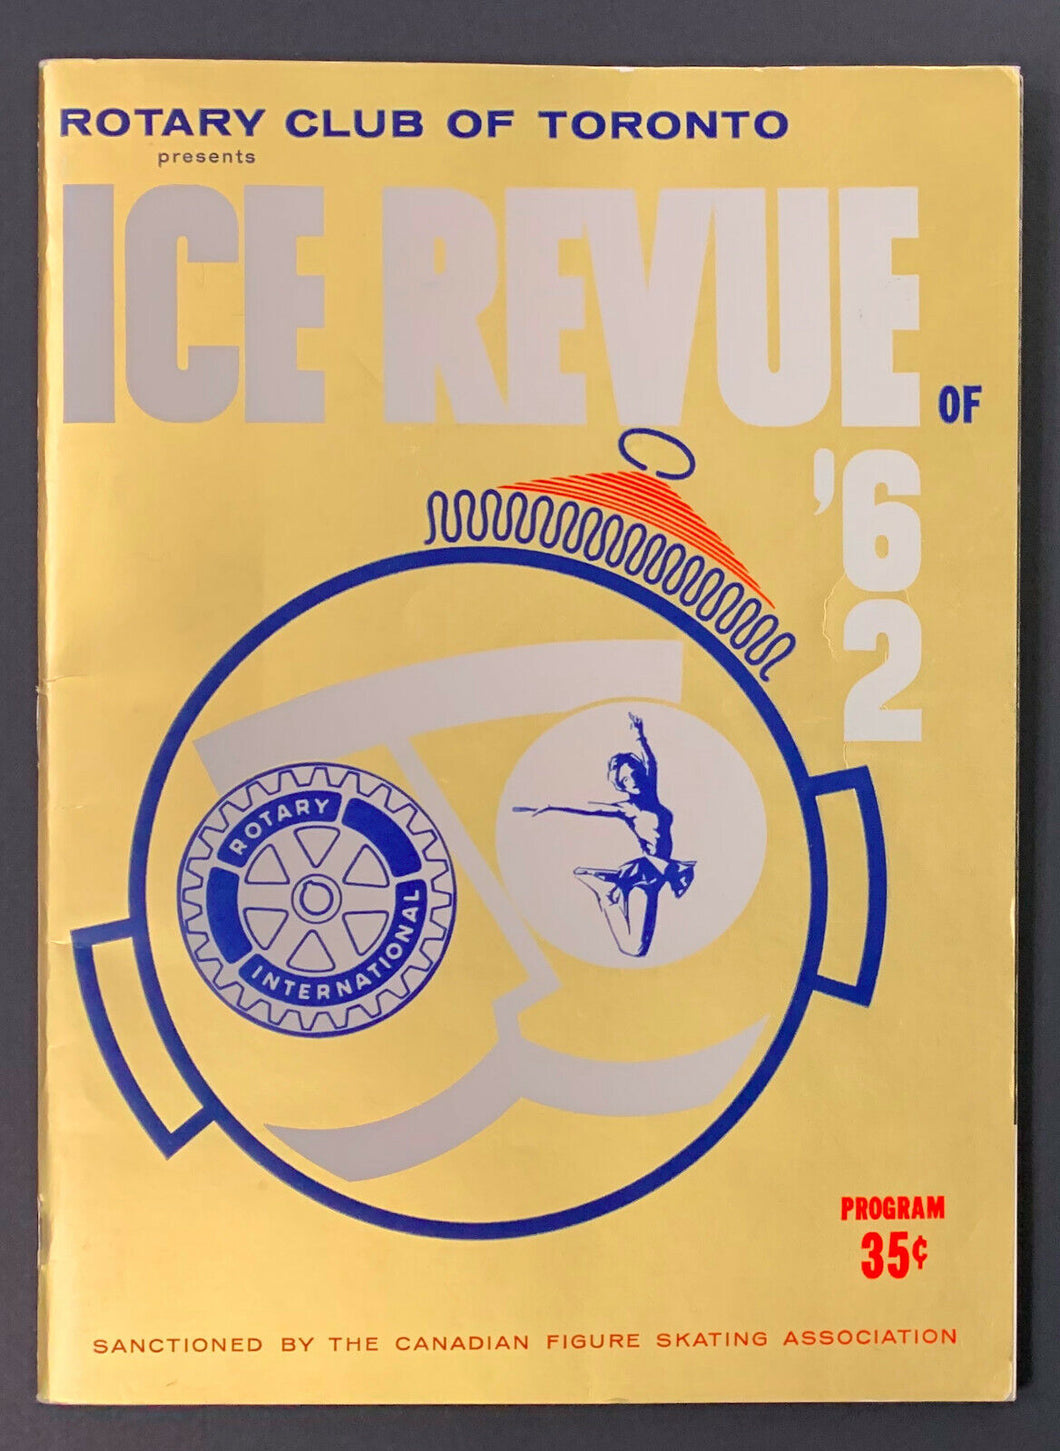 ROTARY CLUB OF TORONTO
presents
ICE REVUE OF
'62
ROTARY
INTERNATIONAL
PROGRAM
35¢
SANCTIONED BY THE CANADIAN FIGURE SKATING ASSOCIATION